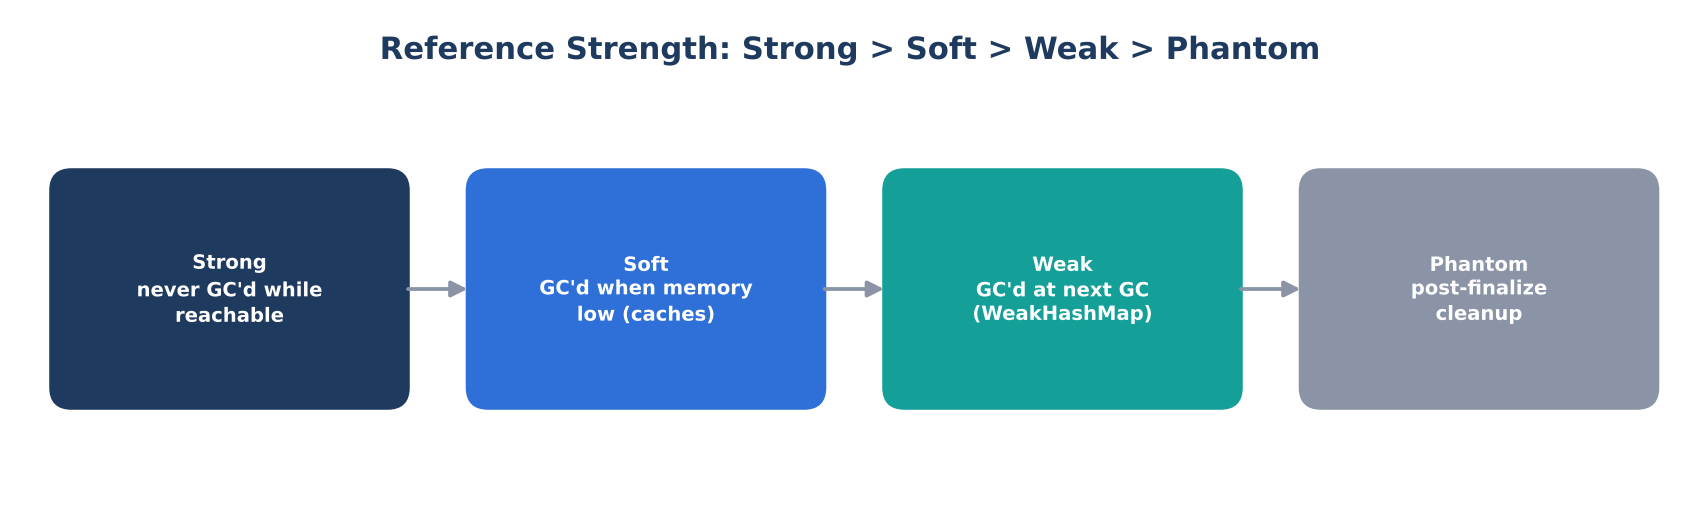 Reference Strength: Strong > Soft > Weak > Phantom
Strong
never GC'd while
reachable
Soft
GC'd when memory
low (caches)
Weak
GC'd at next GC
(WeakHashMap)
Phantom
post-finalize
cleanup